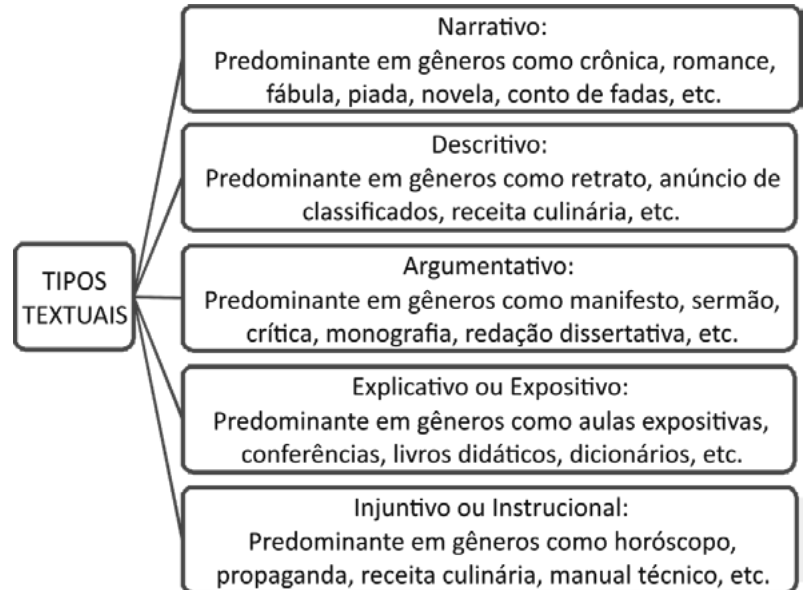 Narrativo:
Predominante em gêneros como crônica, romance,
fábula, piada, novela, conto de fadas, etc.
Descritivo:
Predominante em gêneros como retrato, anúncio de
classificados, receita culinária, etc.
TIPOS
TEXTUAIS
Argumentativo:
Predominante em gêneros como manifesto, sermão,
crítica, monografia, redação dissertativa, etc.
Explicativo ou Expositivo:
Predominante em gêneros como aulas expositivas,
conferências, livros didáticos, dicionários, etc.
Injuntivo ou Instrucional:
Predominante em gêneros como horóscopo,
propaganda, receita culinária, manual técnico, etc.